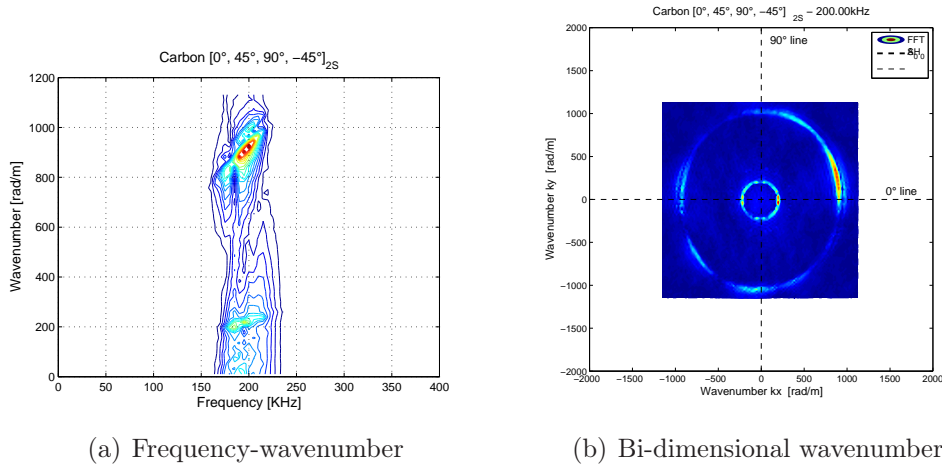 Carbon [0°, 45°, 90°, −45°]2S
Wavenumber [rad/m]
1200
1000
800
600
400
200
0
0 50 100 150 200 250 300 350 400
Frequency [KHz]
(a) Frequency-wavenumber
Carbon [0°, 45°, 90°, −45°] 2S − 200.00kHz
90° line
FFT
0° line
Wavenumber ky [rad/m]
2000
1500
1000
500
0
−500
−1000
−1500
−2000
−2000 −1500 −1000 −500 0 500 1000 1500 2000
Wavenumber kx [rad/m]
(b) Bi-dimensional wavenumber